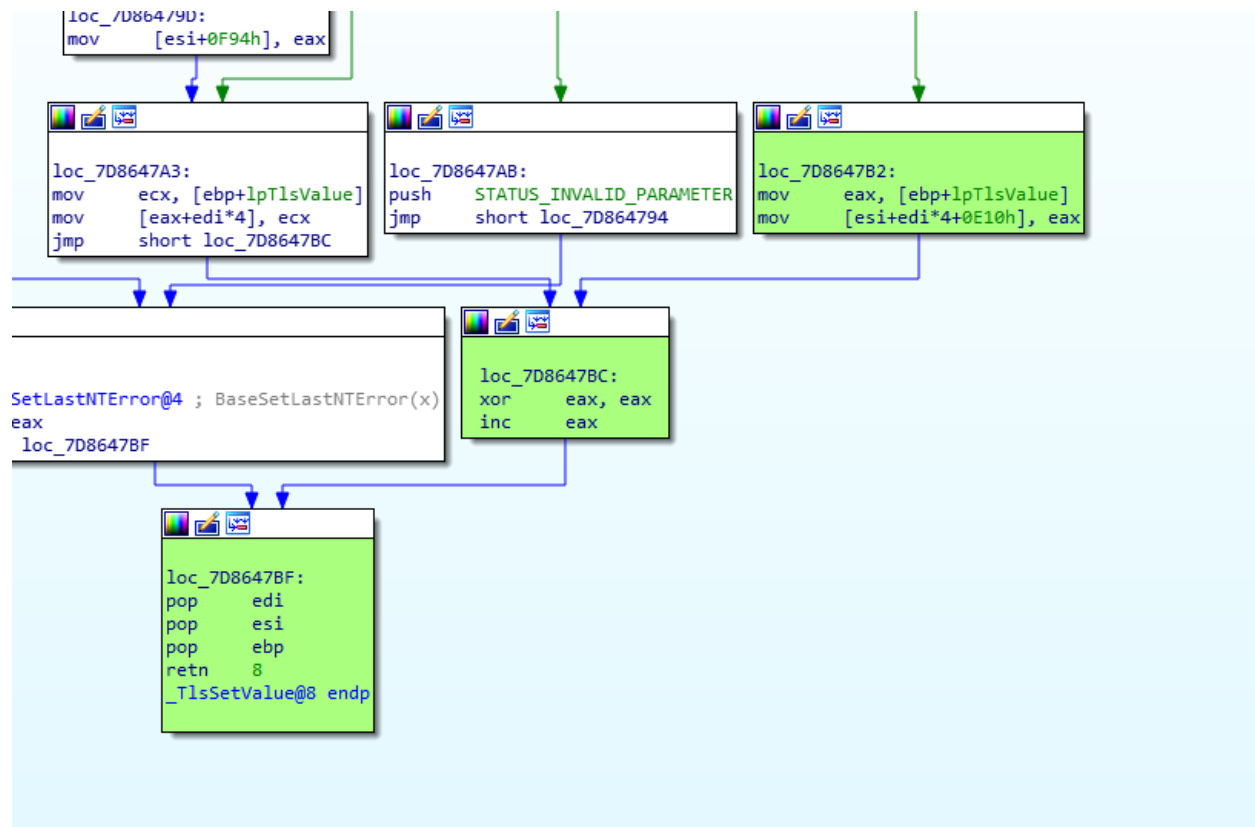 loc_7D86479D:
mov [esi+0F94h], eax
loc_7D8647A3:
mov ecx, [ebp+lpTlsValue]
mov [eax+edi*4], ecx
jmp short loc_7D8647BC
loc_7D8647AB:
push STATUS_INVALID_PARAMETER
jmp short loc_7D864794
loc_7D8647B2:
mov eax, [ebp+lpTlsValue]
mov [esi+edi*4+0E10h], eax
SetLastNTError@4 ; BaseSetLastNTError(x)
eax
loc_7D8647BF
loc_7D8647BC:
xor eax, eax
inc eax
loc_7D8647BF:
pop edi
pop esi
pop ebp
retn 8
_TlsSetValue@8 endp